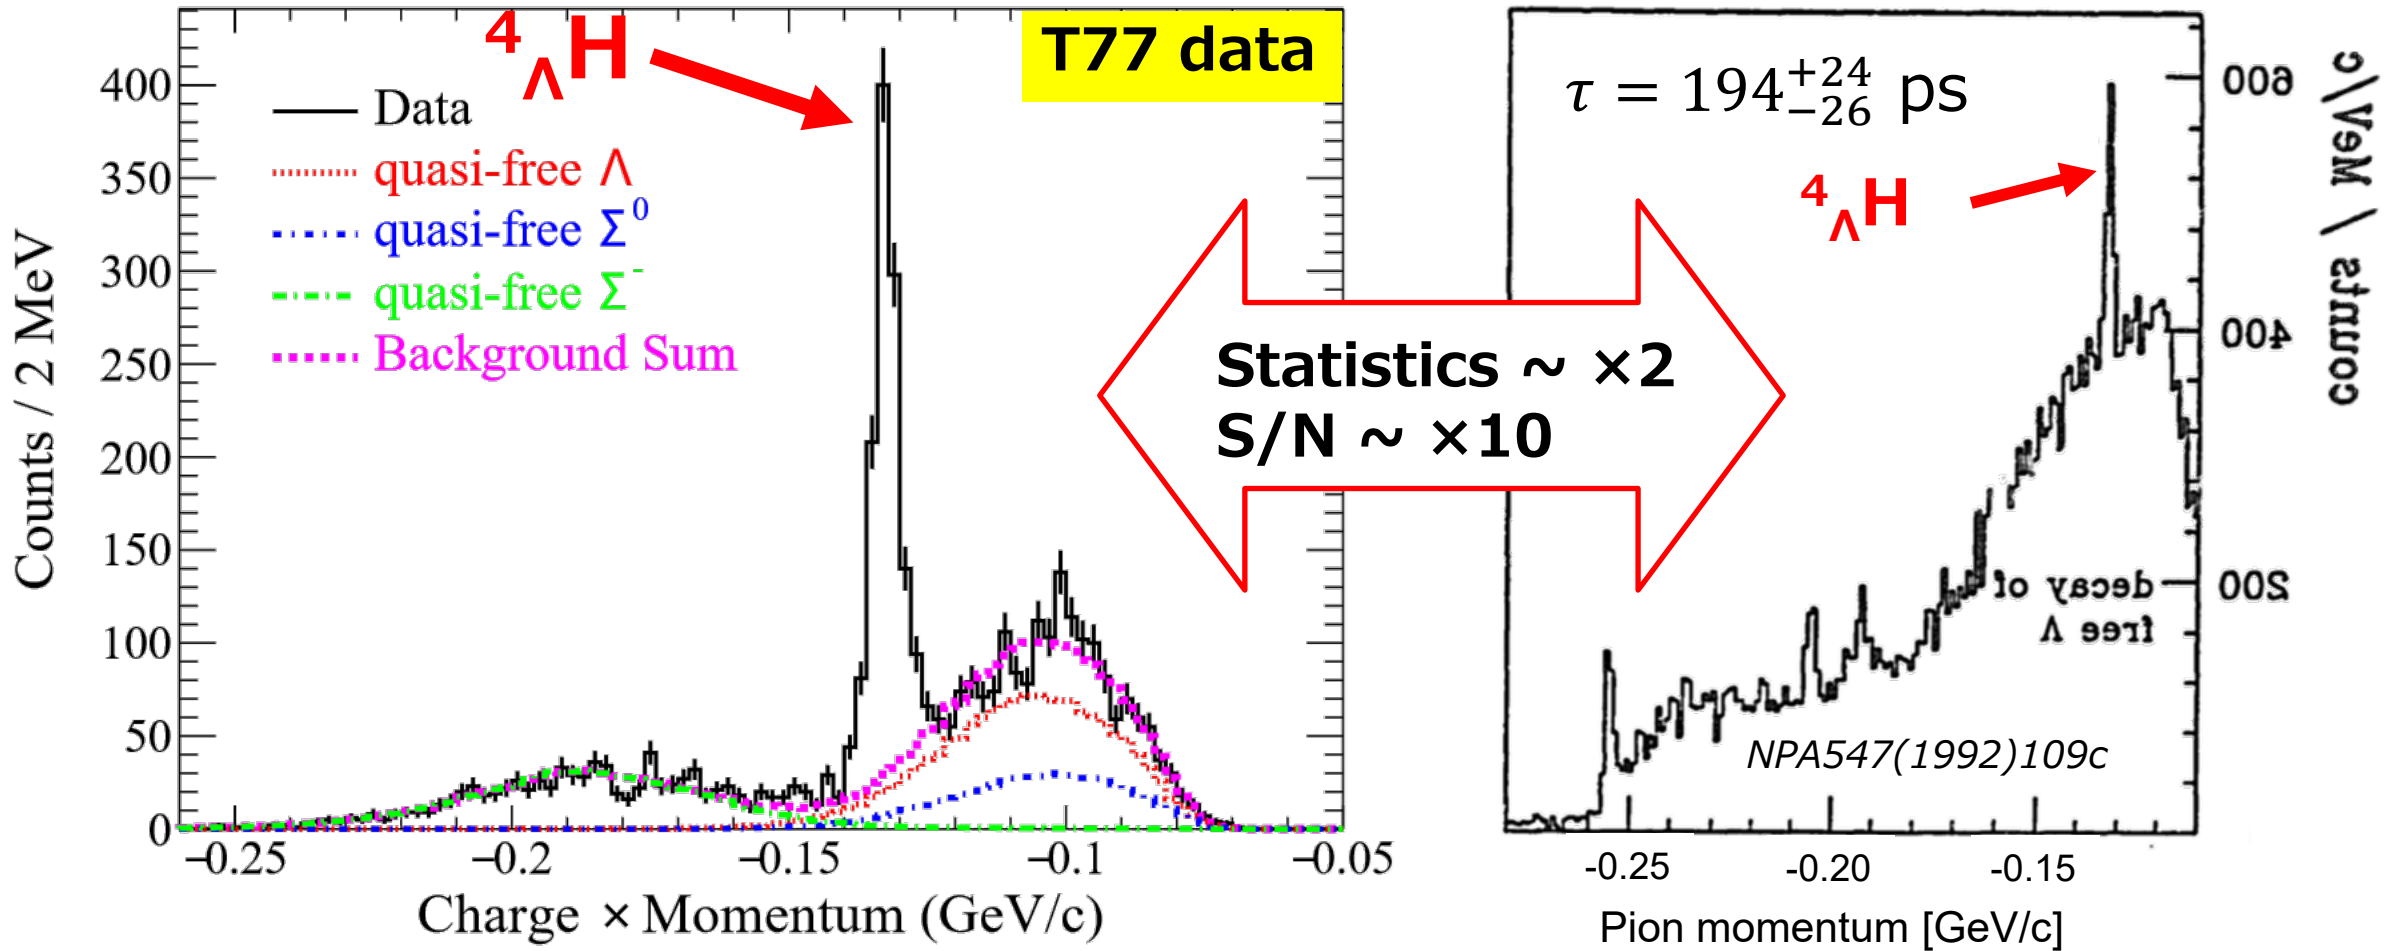 ⁴ΛH
T77 data
Data
quasi-free Λ
quasi-free Σ⁰
quasi-free Σ⁻
Background Sum
400
350
300
250
200
150
100
50
0
Counts / 2 MeV
−0.25
−0.2
−0.15
−0.1
−0.05
Charge × Momentum (GeV/c)
Statistics ~ ×2
S/N ~ ×10
τ = 194 +24 −26 ps
⁴ΛH
600
400
200
counts / MeV/c
decay of
free Λ
NPA547(1992)109c
-0.25
-0.20
-0.15
Pion momentum [GeV/c]